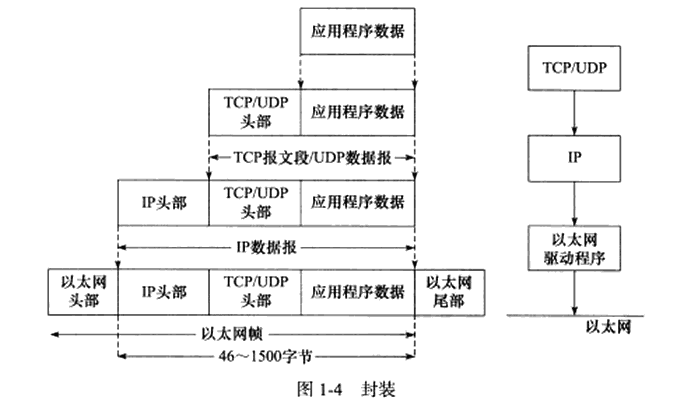 应用程序数据
TCP/UDP
头部
应用程序数据
TCP报文段/UDP数据报
IP头部
TCP/UDP
头部
应用程序数据
IP数据报
以太网
头部
IP头部
TCP/UDP
头部
应用程序数据
以太网
尾部
以太网帧
46～1500字节
TCP/UDP
IP
以太网
驱动程序
以太网
图 1-4 封装